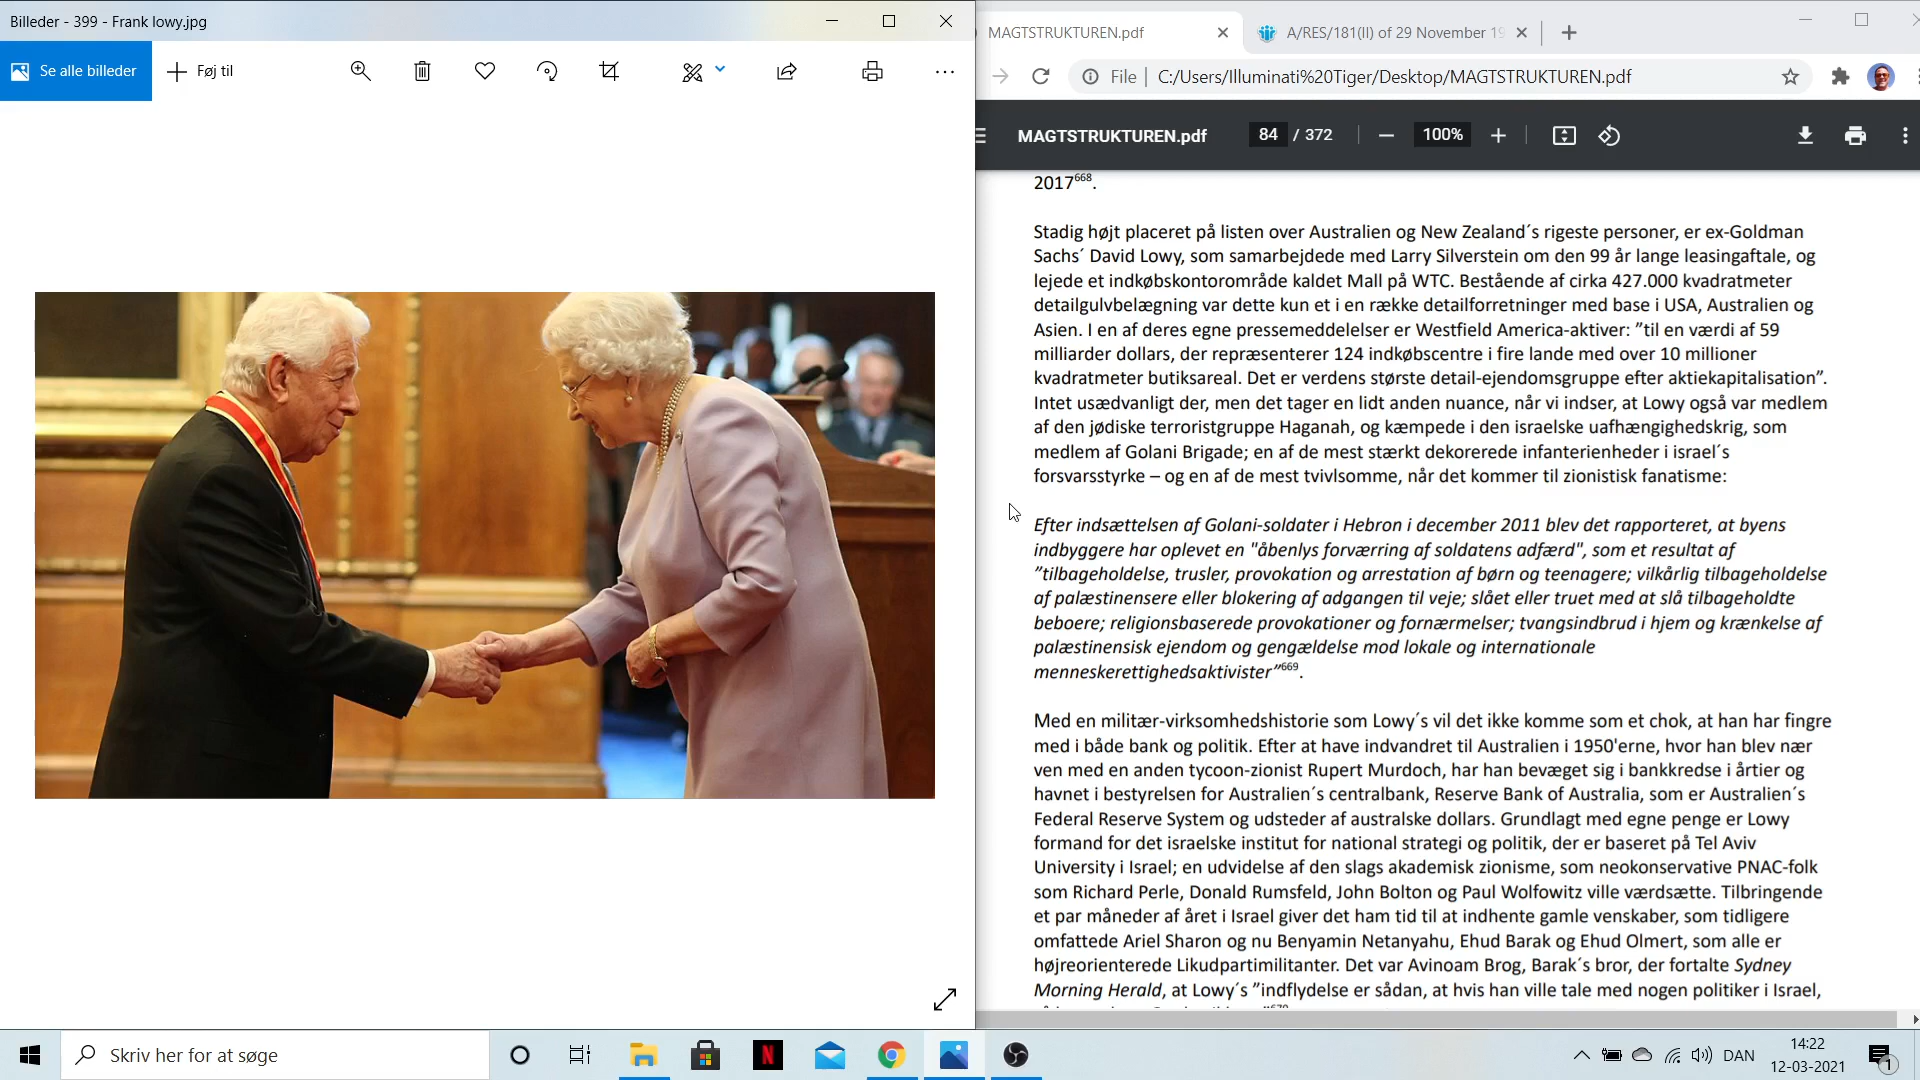 Billeder - 399 - Frank lowy.jpg
Se alle billeder
Føj til
MAGTSTRUKTUREN.pdf
A/RES/181(II) of 29 November 19
File
C:/Users/Illuminati%20Tiger/Desktop/MAGTSTRUKTUREN.pdf
MAGTSTRUKTUREN.pdf
84 / 372
100%
2017⁶⁶⁸.
Stadig højt placeret på listen over Australien og New Zealand´s rigeste personer, er ex-Goldman
Sachs´ David Lowy, som samarbejdede med Larry Silverstein om den 99 år lange leasingaftale, og
lejede et indkøbskontorområde kaldet Mall på WTC. Bestående af cirka 427.000 kvadratmeter
detailgulvbelægning var dette kun et i en række detailforretninger med base i USA, Australien og
Asien. I en af deres egne pressemeddelelser er Westfield America-aktiver: ”til en værdi af 59
milliarder dollars, der repræsenterer 124 indkøbscentre i fire lande med over 10 millioner
kvadratmeter butiksareal. Det er verdens største detail-ejendomsgruppe efter aktiekapitalisation”.
Intet usædvanligt der, men det tager en lidt anden nuance, når vi indser, at Lowy også var medlem
af den jødiske terroristgruppe Haganah, og kæmpede i den israelske uafhængighedskrig, som
medlem af Golani Brigade; en af de mest stærkt dekorerede infanterienheder i israel´s
forsvarsstyrke – og en af de mest tvivlsomme, når det kommer til zionistisk fanatisme:
Efter indsættelsen af Golani-soldater i Hebron i december 2011 blev det rapporteret, at byens
indbyggere har oplevet en "åbenlys forværring af soldatens adfærd", som et resultat af
”tilbageholdelse, trusler, provokation og arrestation af børn og teenagere; vilkårlig tilbageholdelse
af palæstinensere eller blokering af adgangen til veje; slået eller truet med at slå tilbageholdte
beboere; religionsbaserede provokationer og fornærmelser; tvangsindbrud i hjem og krænkelse af
palæstinensisk ejendom og gengældelse mod lokale og internationale
menneskerettighedsaktivister”⁶⁶⁹.
Med en militær-virksomhedshistorie som Lowy´s vil det ikke komme som et chok, at han har fingre
med i både bank og politik. Efter at have indvandret til Australien i 1950'erne, hvor han blev nær
ven med en anden tycoon-zionist Rupert Murdoch, har han bevæget sig i bankkredse i årtier og
havnet i bestyrelsen for Australien´s centralbank, Reserve Bank of Australia, som er Australien´s
Federal Reserve System og udsteder af australske dollars. Grundlagt med egne penge er Lowy
formand for det israelske institut for national strategi og politik, der er baseret på Tel Aviv
University i Israel; en udvidelse af den slags akademisk zionisme, som neokonservative PNAC-folk
som Richard Perle, Donald Rumsfeld, John Bolton og Paul Wolfowitz ville værdsætte. Tilbringende
et par måneder af året i Israel giver det ham tid til at indhente gamle venskaber, som tidligere
omfattede Ariel Sharon og nu Benyamin Netanyahu, Ehud Barak og Ehud Olmert, som alle er
højreorienterede Likudpartimilitanter. Det var Avinoam Brog, Barak´s bror, der fortalte Sydney
Morning Herald, at Lowy´s ”indflydelse er sådan, at hvis han ville tale med nogen politiker i Israel,
Skriv her for at søge
DAN
14:22
12-03-2021
1